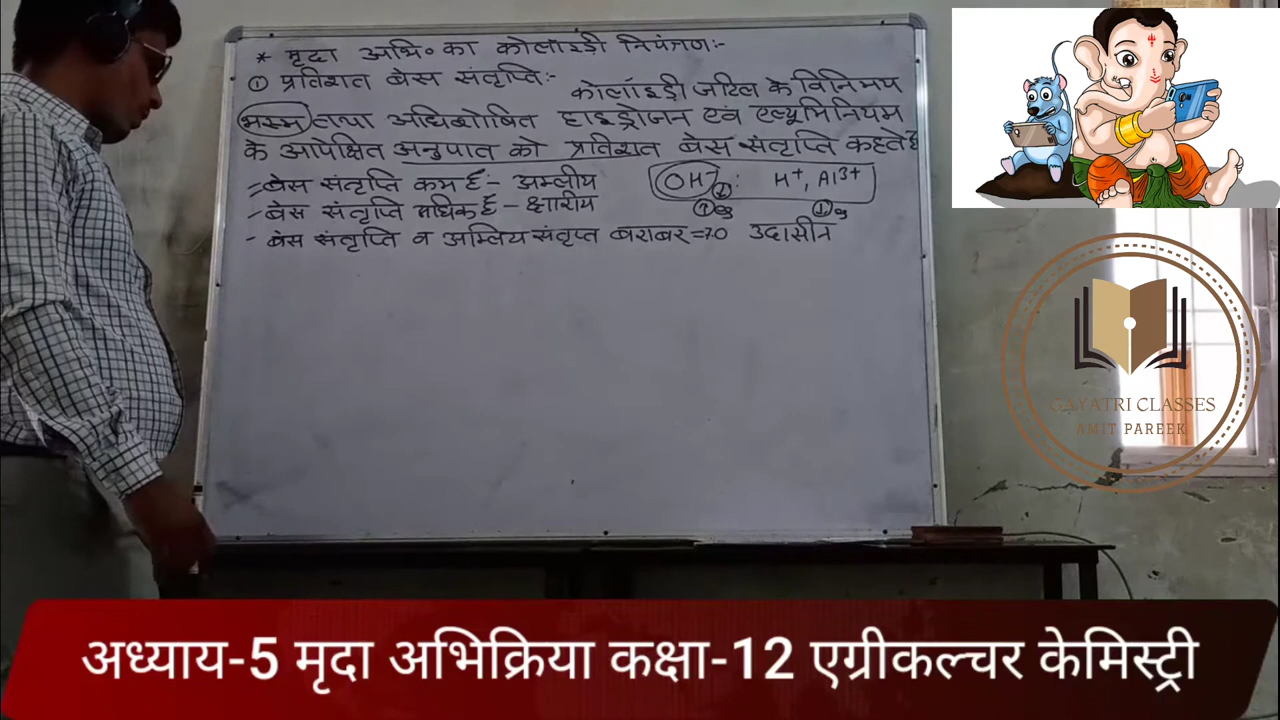 * मृदा अभि० का कोलॉइडी नियंत्रण:-
① प्रतिशत बेस संतृप्ति:- कोलॉइडी जटिल के विनिमय
भस्म तथा अधिशोषित हाइड्रोजन एवं एल्यूमिनियम
के आपेक्षित अनुपात को प्रतिशत बेस संतृप्ति कहते है
- बेस संतृप्ति कम है - अम्लीय OH⁻ : H⁺, Al³⁺
- बेस संतृप्ति अधिक है - क्षारीय
- बेस संतृप्ति व अम्लिय संतृप्त बराबर = 7.0 उदासीन
GAYATRI CLASSES
AMIT PAREEK
अध्याय-5 मृदा अभिक्रिया कक्षा-12 एग्रीकल्चर केमिस्ट्री